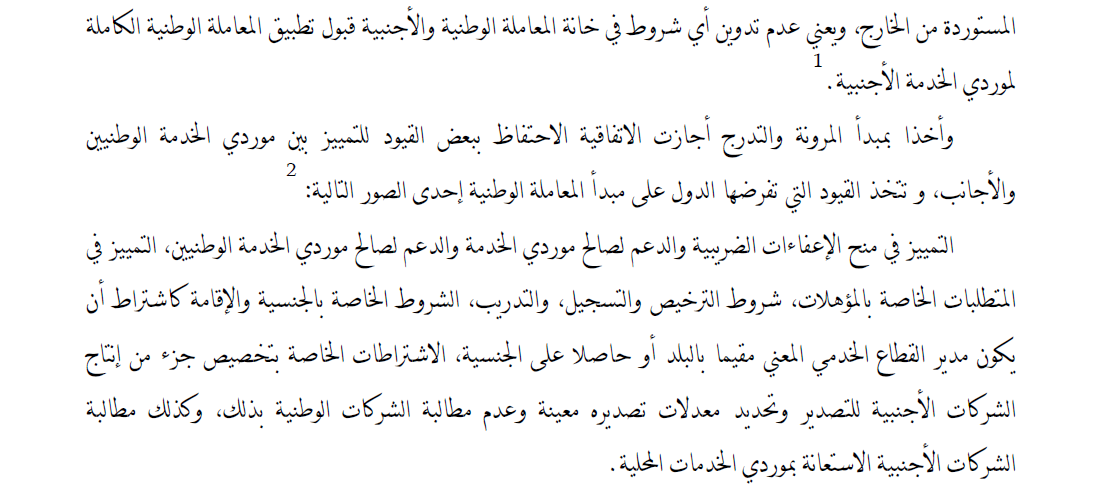 المستوردة من الخارج، ويعني عدم تدوين أي شروط في خانة المعاملة الوطنية والأجنبية قبول تطبيق المعاملة الوطنية الكاملة
لموردي الخدمة الأجنبية.1
وأخذا بمبدأ المرونة والتدرج أجازت الاتفاقية الاحتفاظ ببعض القيود للتمييز بين موردي الخدمة الوطنيين
والأجانب، و تتخذ القيود التي تفرضها الدول على مبدأ المعاملة الوطنية إحدى الصور التالية: 2
التمييز في منح الإعفاءات الضريبية والدعم لصالح موردي الخدمة والدعم لصالح موردي الخدمة الوطنيين، التمييز في
المتطلبات الخاصة بالمؤهلات، شروط الترخيص والتسجيل، والتدريب، الشروط الخاصة بالجنسية والإقامة كاشتراط أن
يكون مدير القطاع الخدمي المعني مقيما بالبلد أو حاصلا على الجنسية، الاشتراطات الخاصة بتخصيص جزء من إنتاج
الشركات الأجنبية للتصدير وتحديد معدلات تصديره معينة وعدم مطالبة الشركات الوطنية بذلك، وكذلك مطالبة
الشركات الأجنبية الاستعانة بموردي الخدمات المحلية.